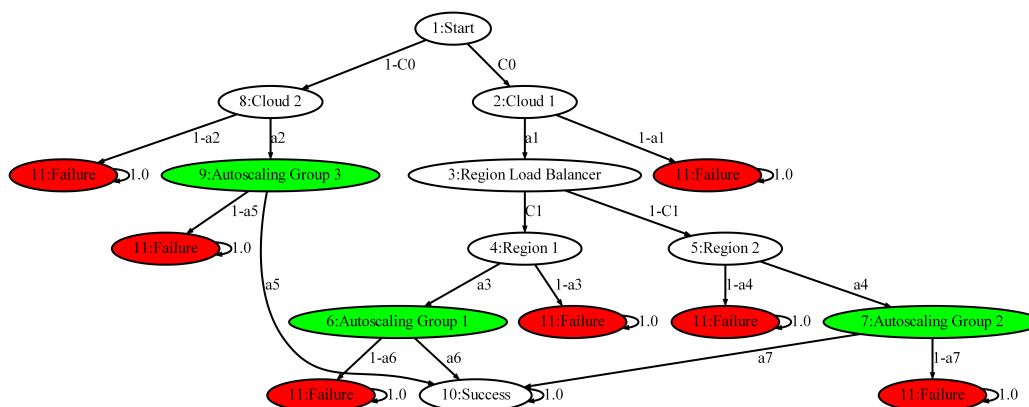 1:Start
1-C0
C0
8:Cloud 2
2:Cloud 1
1-a2
a2
a1
1-a1
11:Failure
1.0
9:Autoscaling Group 3
3:Region Load Balancer
11:Failure
1.0
1-a5
C1
1-C1
11:Failure
1.0
4:Region 1
5:Region 2
a5
a3
1-a3
1-a4
a4
6:Autoscaling Group 1
11:Failure
1.0
11:Failure
1.0
7:Autoscaling Group 2
1-a6
a6
a7
1-a7
11:Failure
1.0
10:Success
1.0
11:Failure
1.0